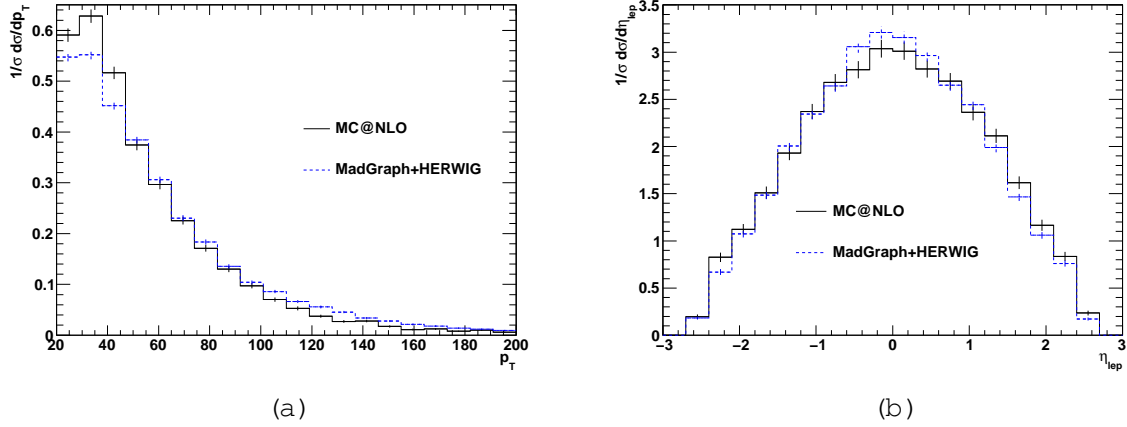 1/σ dσ/dp_T
0.6
0.5
0.4
0.3
0.2
0.1
0
20 40 60 80 100 120 140 160 180 200
p_T
MC@NLO
MadGraph+HERWIG
(a)
1/σ dσ/dη_lep
3.5
3
2.5
2
1.5
1
0.5
0
−3 −2 −1 0 1 2 3
η_lep
MC@NLO
MadGraph+HERWIG
(b)